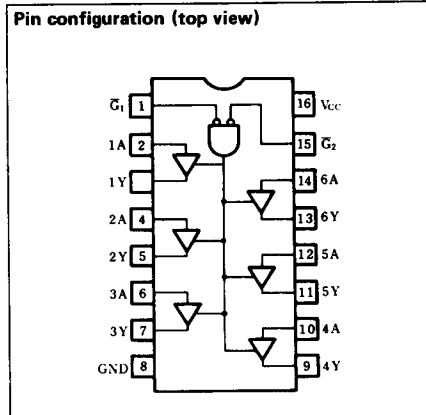 Pin configuration (top view)
G̅₁ 1
16 Vcc
1A 2
15 G̅₂
1Y
14 6A
2A 4
13 6Y
2Y 5
12 5A
3A 6
11 5Y
3Y 7
10 4A
GND 8
9 4Y